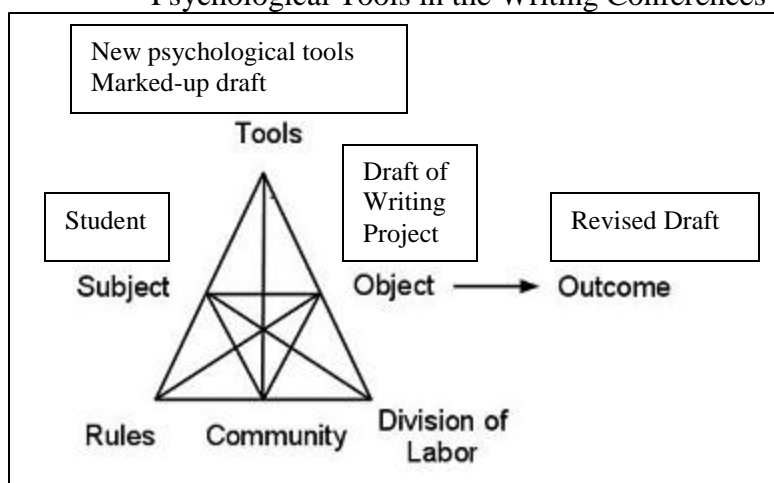 Psychological Tools in the Writing Conferences
New psychological tools
Marked-up draft
Tools
Draft of
Writing
Project
Student
Revised Draft
Subject
Object
Outcome
Rules
Community
Division of
Labor